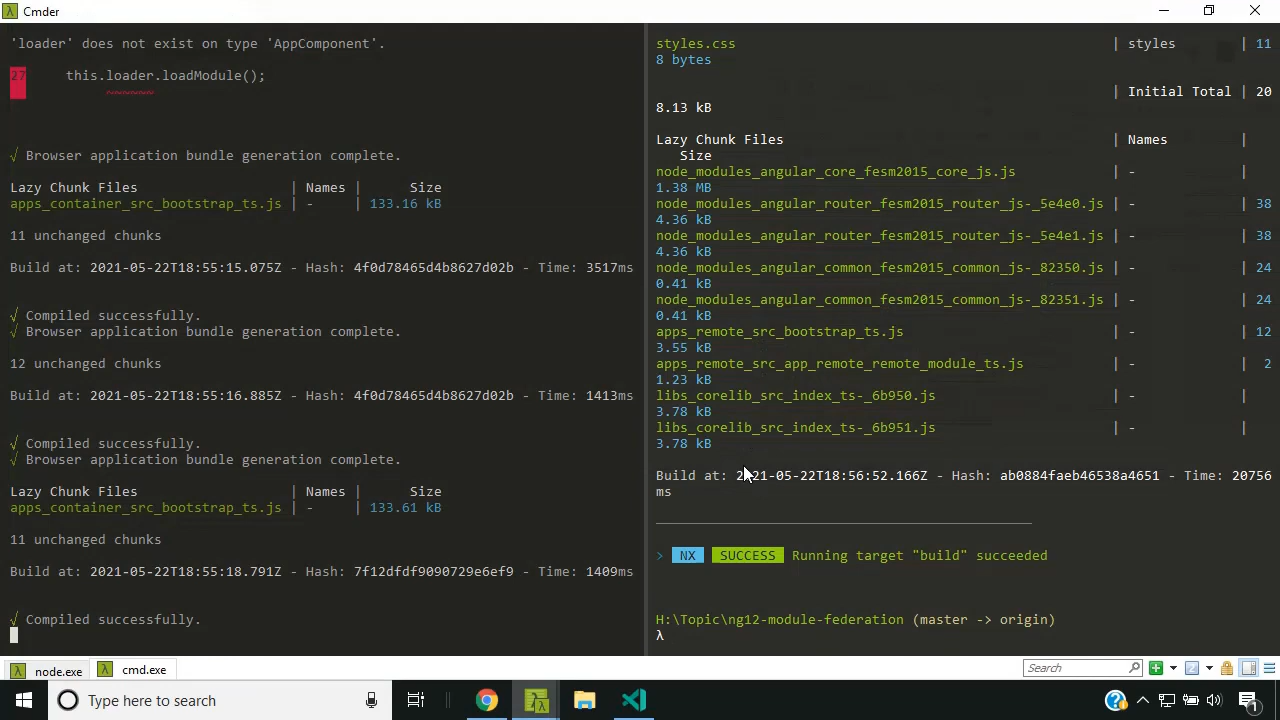 Cmder
'loader' does not exist on type 'AppComponent'.
27     this.loader.loadModule();
√ Browser application bundle generation complete.
Lazy Chunk Files | Names | Size
apps_container_src_bootstrap_ts.js | - | 133.16 kB
11 unchanged chunks
Build at: 2021-05-22T18:55:15.075Z - Hash: 4f0d78465d4b8627d02b - Time: 3517ms
√ Compiled successfully.
√ Browser application bundle generation complete.
12 unchanged chunks
Build at: 2021-05-22T18:55:16.885Z - Hash: 4f0d78465d4b8627d02b - Time: 1413ms
√ Compiled successfully.
√ Browser application bundle generation complete.
Lazy Chunk Files | Names | Size
apps_container_src_bootstrap_ts.js | - | 133.61 kB
11 unchanged chunks
Build at: 2021-05-22T18:55:18.791Z - Hash: 7f12dfdf9090729e6ef9 - Time: 1409ms
√ Compiled successfully.
styles.css | styles | 11
8 bytes
| Initial Total | 20
8.13 kB
Lazy Chunk Files | Names |
Size
node_modules_angular_core_fesm2015_core_js.js | - |
1.38 MB
node_modules_angular_router_fesm2015_router_js-_5e4e0.js | - | 38
4.36 kB
node_modules_angular_router_fesm2015_router_js-_5e4e1.js | - | 38
4.36 kB
node_modules_angular_common_fesm2015_common_js-_82350.js | - | 24
0.41 kB
node_modules_angular_common_fesm2015_common_js-_82351.js | - | 24
0.41 kB
apps_remote_src_bootstrap_ts.js | - | 12
3.55 kB
apps_remote_src_app_remote_remote_module_ts.js | - | 2
1.23 kB
libs_corelib_src_index_ts-_6b950.js | - |
3.78 kB
libs_corelib_src_index_ts-_6b951.js | - |
3.78 kB
Build at: 2021-05-22T18:56:52.166Z - Hash: ab0884faeb46538a4651 - Time: 20756
ms
> NX SUCCESS Running target "build" succeeded
H:\Topic\ng12-module-federation (master -> origin)
λ
node.exe
cmd.exe
Search
Type here to search
1